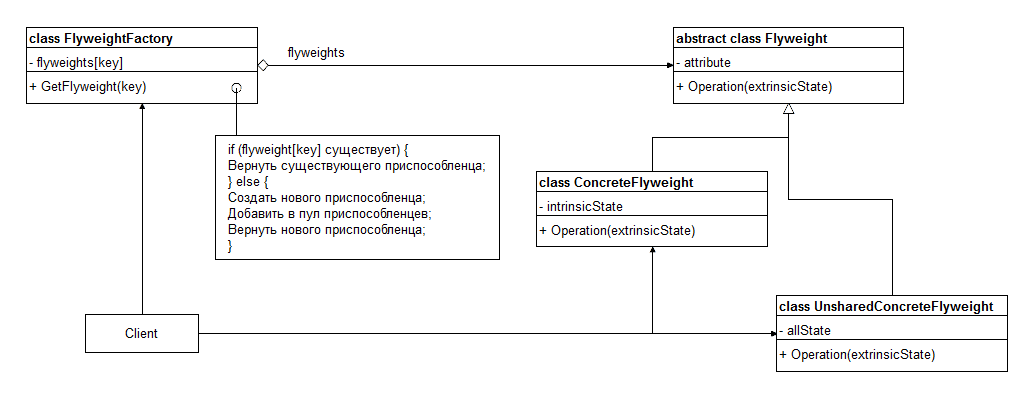 class FlyweightFactory
- flyweights[key]
+ GetFlyweight(key)
flyweights
abstract class Flyweight
- attribute
+ Operation(extrinsicState)
if (flyweight[key] существует) {
Вернуть существующего приспособленца;
} else {
Создать нового приспособленца;
Добавить в пул приспособленцев;
Вернуть нового приспособленца;
}
class ConcreteFlyweight
- intrinsicState
+ Operation(extrinsicState)
Client
class UnsharedConcreteFlyweight
- allState
+ Operation(extrinsicState)